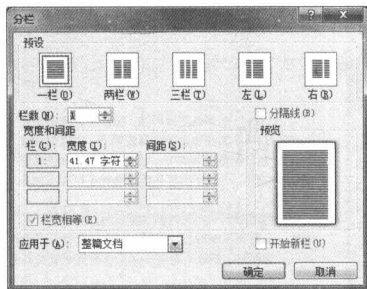 分栏
预设
一栏(O) 两栏(W) 三栏(T) 左(L) 右(R)
栏数(N): 分隔线(B)
宽度和间距 预览
栏(C): 宽度(I): 间距(S):
1: 41.47 字符
栏宽相等(E)
应用于(A): 整篇文档 开始新栏(U)
确定 取消